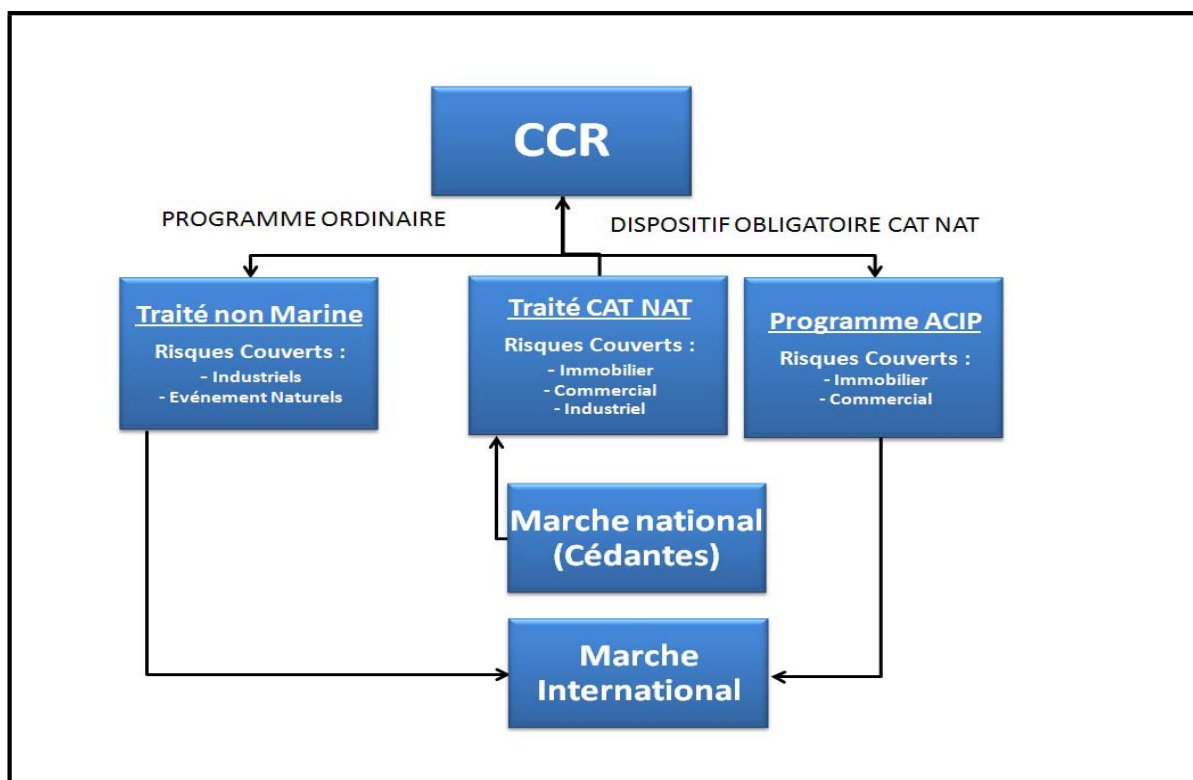 CCR
PROGRAMME ORDINAIRE
DISPOSITIF OBLIGATOIRE CAT NAT
Traité non Marine
Risques Couverts :
- Industriels
- Evénement Naturels
Traité CAT NAT
Risques Couverts :
- Immobilier
- Commercial
- Industriel
Programme ACIP
Risques Couverts :
- Immobilier
- Commercial
Marche national
(Cédantes)
Marche
International